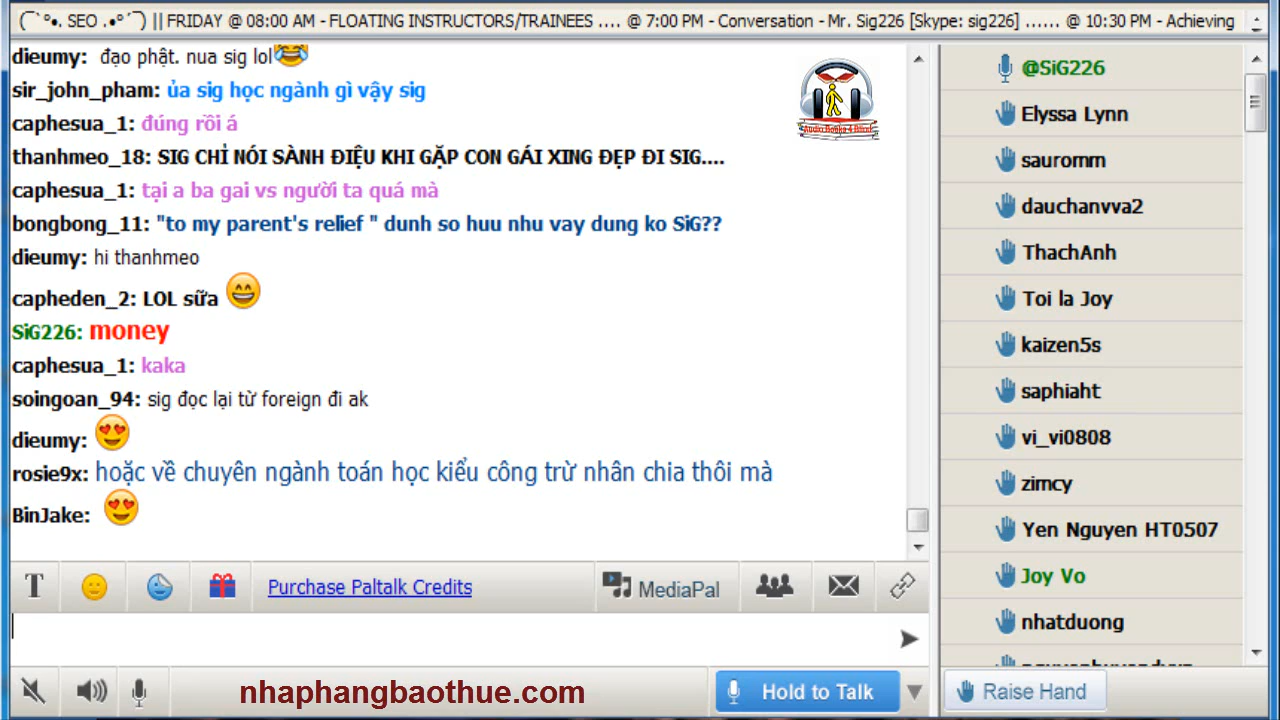 (¯`°•. SEO .•°´¯) || FRIDAY @ 08:00 AM - FLOATING INSTRUCTORS/TRAINEES .... @ 7:00 PM - Conversation - Mr. Sig226 [Skype: sig226] ...... @ 10:30 PM - Achieving
dieumy: đạo phật. nua sig lol
sir_john_pham: ủa sig học ngành gì vậy sig
caphesua_1: đúng rồi á
thanhmeo_18: SIG CHỈ NÓI SÀNH ĐIỆU KHI GẶP CON GÁI XING ĐẸP ĐI SIG....
caphesua_1: tại a ba gai vs người ta quá mà
bongbong_11: "to my parent's relief " dunh so huu nhu vay dung ko SiG??
dieumy: hi thanhmeo
capheden_2: LOL sữa
SiG226: money
caphesua_1: kaka
soingoan_94: sig đọc lại từ foreign đi ak
dieumy:
rosie9x: hoặc về chuyên ngành toán học kiểu công trừ nhân chia thôi mà
BinJake:
Audio Books 4 Blind
@SiG226
Elyssa Lynn
sauromm
dauchanvva2
ThachAnh
Toi la Joy
kaizen5s
saphiaht
vi_vi0808
zimcy
Yen Nguyen HT0507
Joy Vo
nhatduong
T
Purchase Paltalk Credits
MediaPal
nhaphangbaothue.com
Hold to Talk
Raise Hand